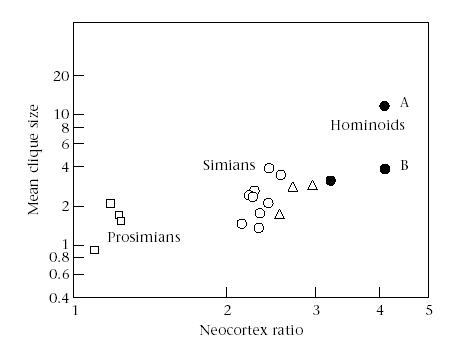 20
10
8
6
4
2
1
0.8
0.6
0.4
Mean clique size
A
Hominoids
Simians
B
Prosimians
1 2 3 4 5
Neocortex ratio